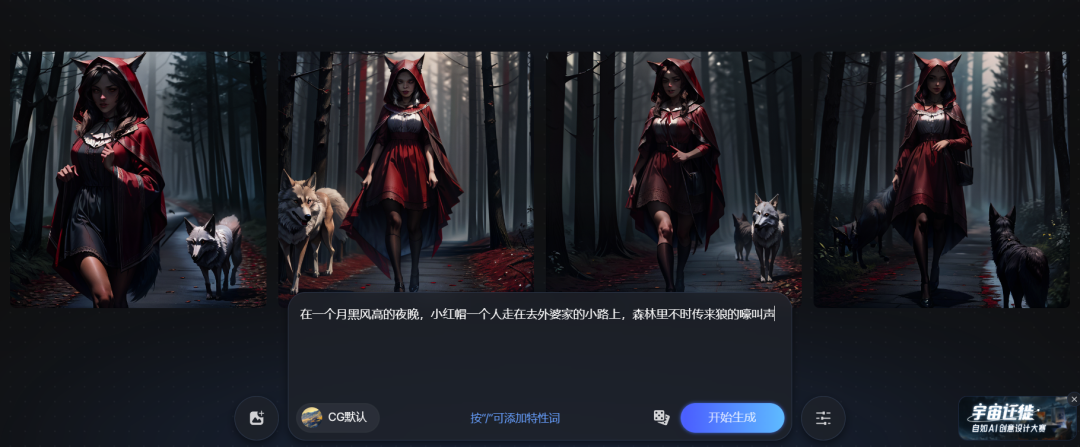 在一个月黑风高的夜晚，小红帽一个人走在去外婆家的小路上，森林里不时传来狼的嚎叫声
CG默认
按"/"可添加特性词
开始生成
宇宙迁徙
自如AI创意设计大赛